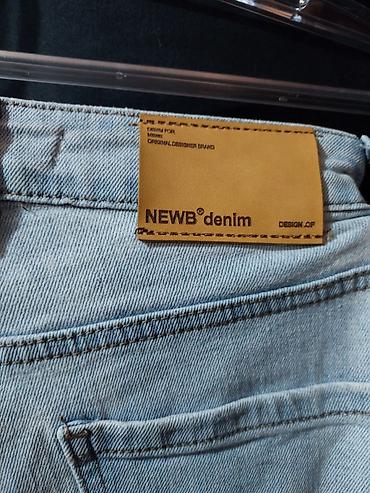 DENIM FOR
MEN'S
ORIGINAL DESIGNER BRAND
NEWB® denim
DESIGN .OF